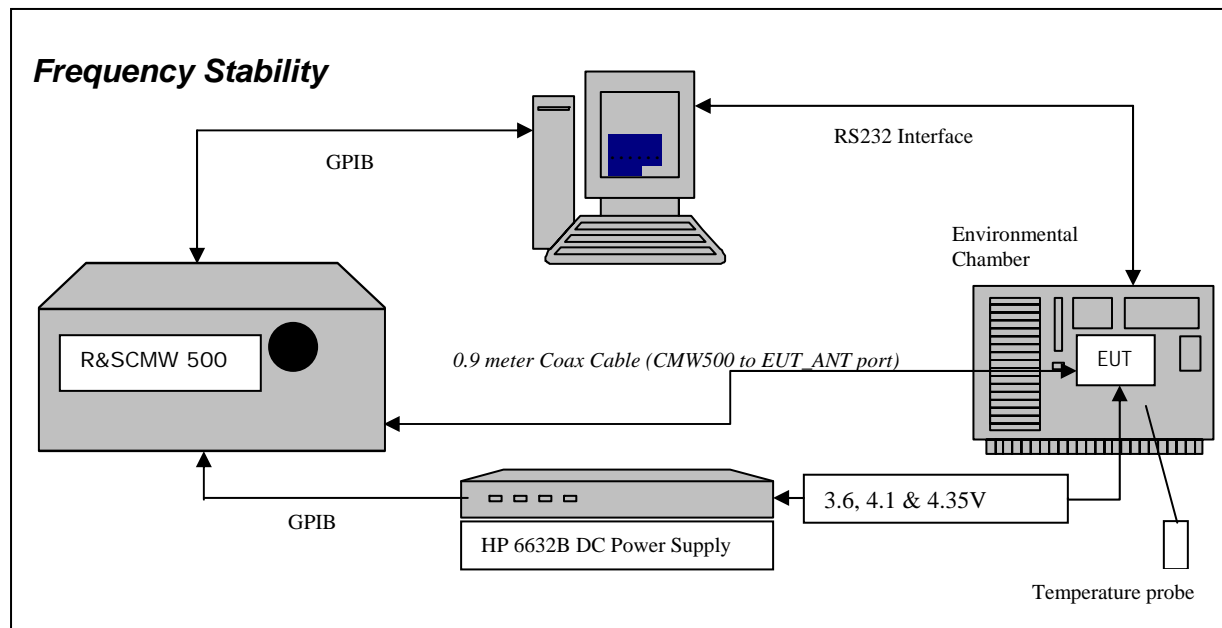 Frequency Stability
GPIB
RS232 Interface
Environmental
Chamber
R&SCMW 500
0.9 meter Coax Cable (CMW500 to EUT_ANT port)
EUT
GPIB
3.6, 4.1 & 4.35V
HP 6632B DC Power Supply
Temperature probe